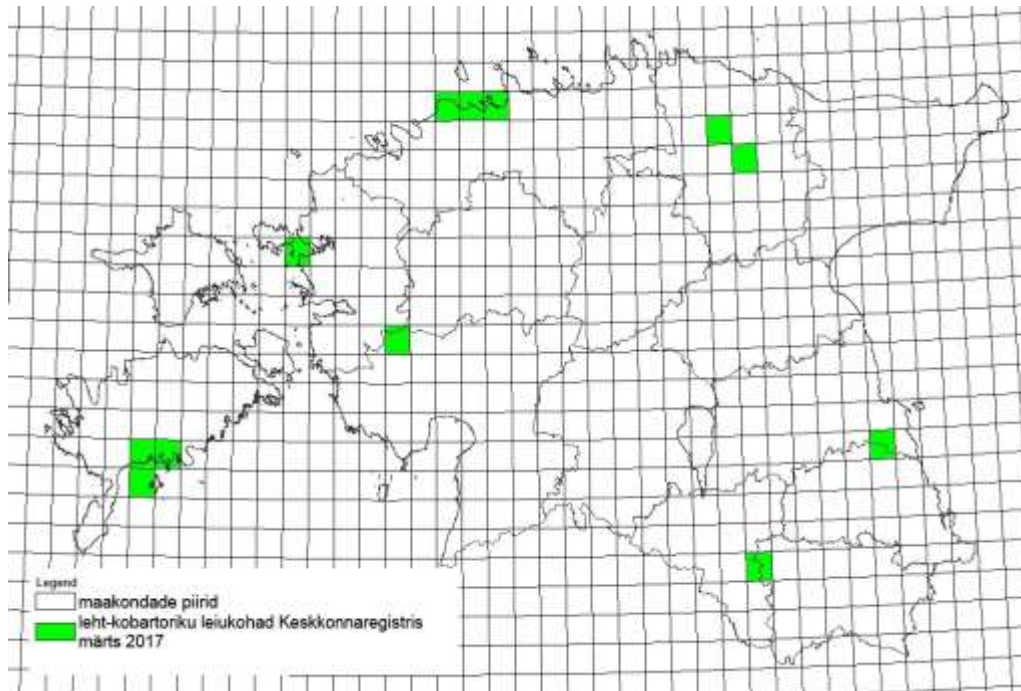 Legend
maakondade piirid
leht-kobartoriku leiukohad Keskkonnaregistris
märts 2017